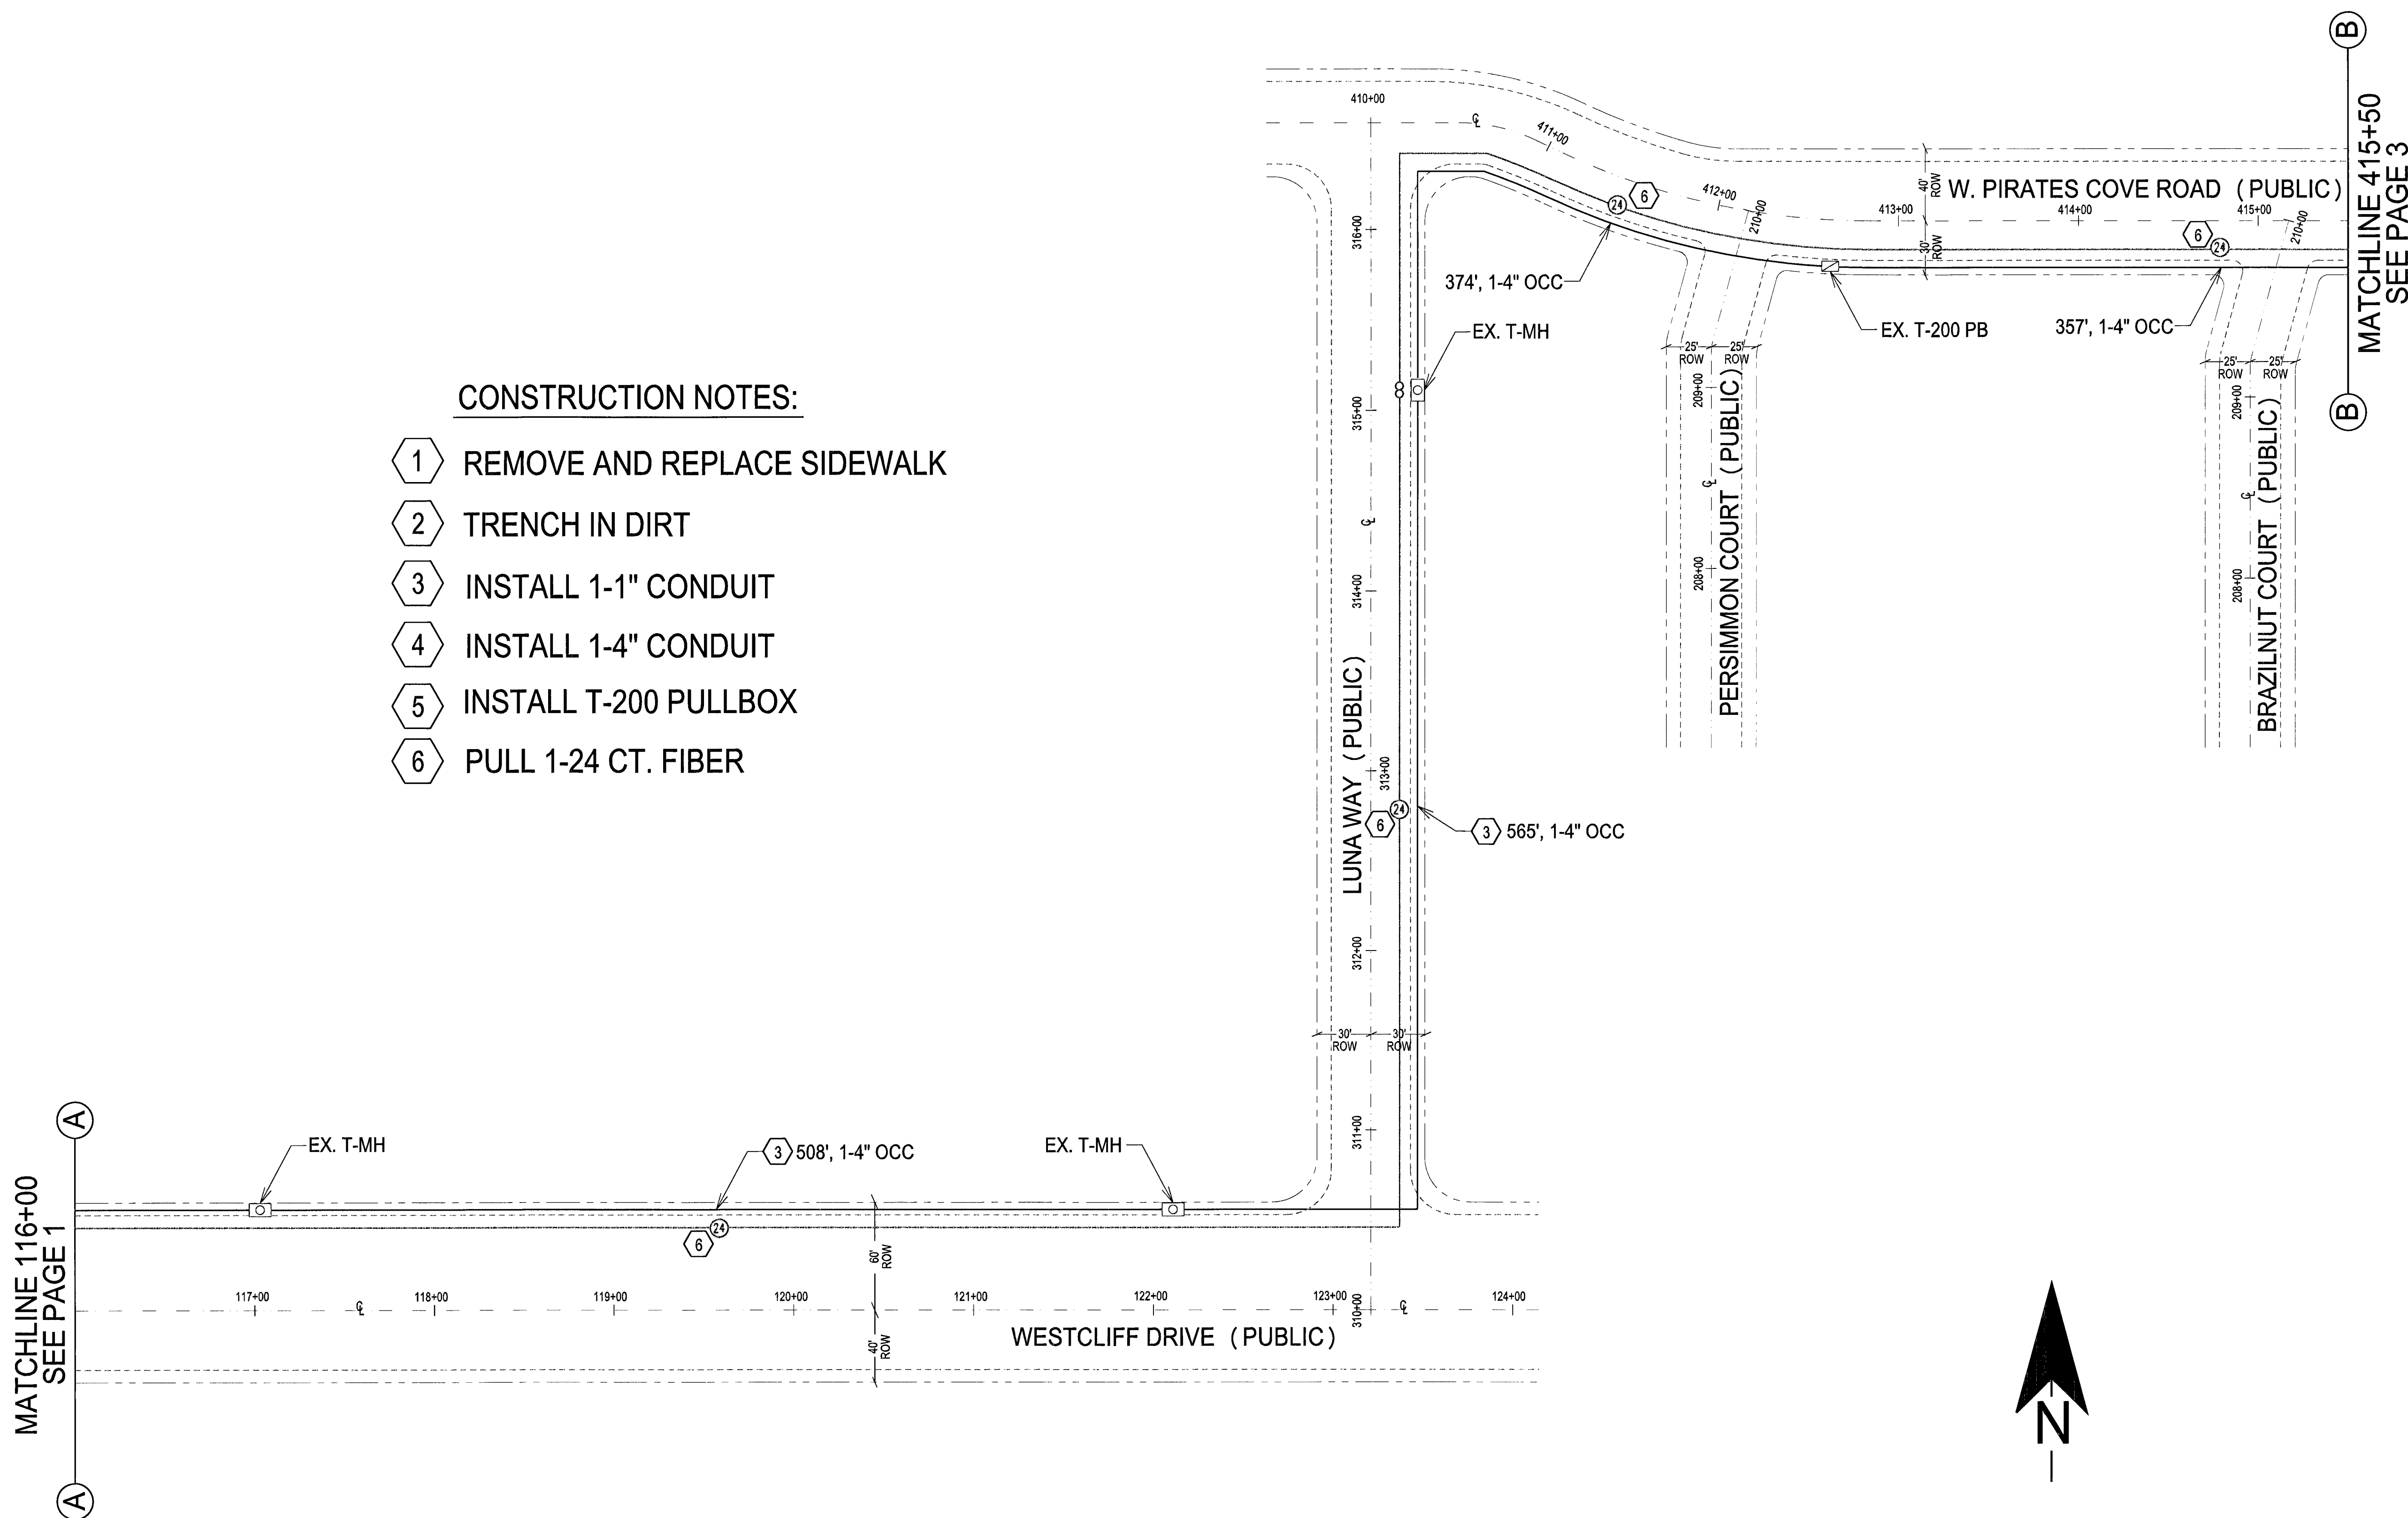 B
MATCHLINE 415+50
SEE PAGE 3
B
410+00
℄
411+00
412+00
210+00
413+00
414+00
415+00
210+00
24
6
40'
ROW
30'
ROW
W. PIRATES COVE ROAD (PUBLIC)
6
24
374', 1-4" OCC
EX. T-MH
EX. T-200 PB
357', 1-4" OCC
25'
ROW
25'
ROW
25'
ROW
25'
ROW
209+00
℄
208+00
PERSIMMON COURT (PUBLIC)
209+00
℄
208+00
BRAZILNUT COURT (PUBLIC)
CONSTRUCTION NOTES:
1 REMOVE AND REPLACE SIDEWALK
2 TRENCH IN DIRT
3 INSTALL 1-1" CONDUIT
4 INSTALL 1-4" CONDUIT
5 INSTALL T-200 PULLBOX
6 PULL 1-24 CT. FIBER
316+00
315+00
℄
314+00
313+00
312+00
311+00
310+00
LUNA WAY (PUBLIC)
24
6
3 565', 1-4" OCC
30'
ROW
30'
ROW
A
MATCHLINE 116+00
SEE PAGE 1
A
EX. T-MH
3 508', 1-4" OCC
EX. T-MH
24
6
60'
ROW
40'
ROW
117+00
℄
118+00
119+00
120+00
121+00
122+00
123+00
℄
124+00
WESTCLIFF DRIVE (PUBLIC)
N